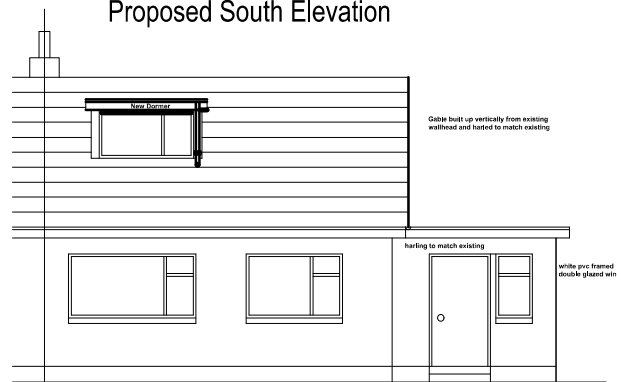 Proposed South Elevation
New Dormer
Gable built up vertically from existing
wallhead and harled to match existing
harling to match existing
white pvc framed
double glazed win